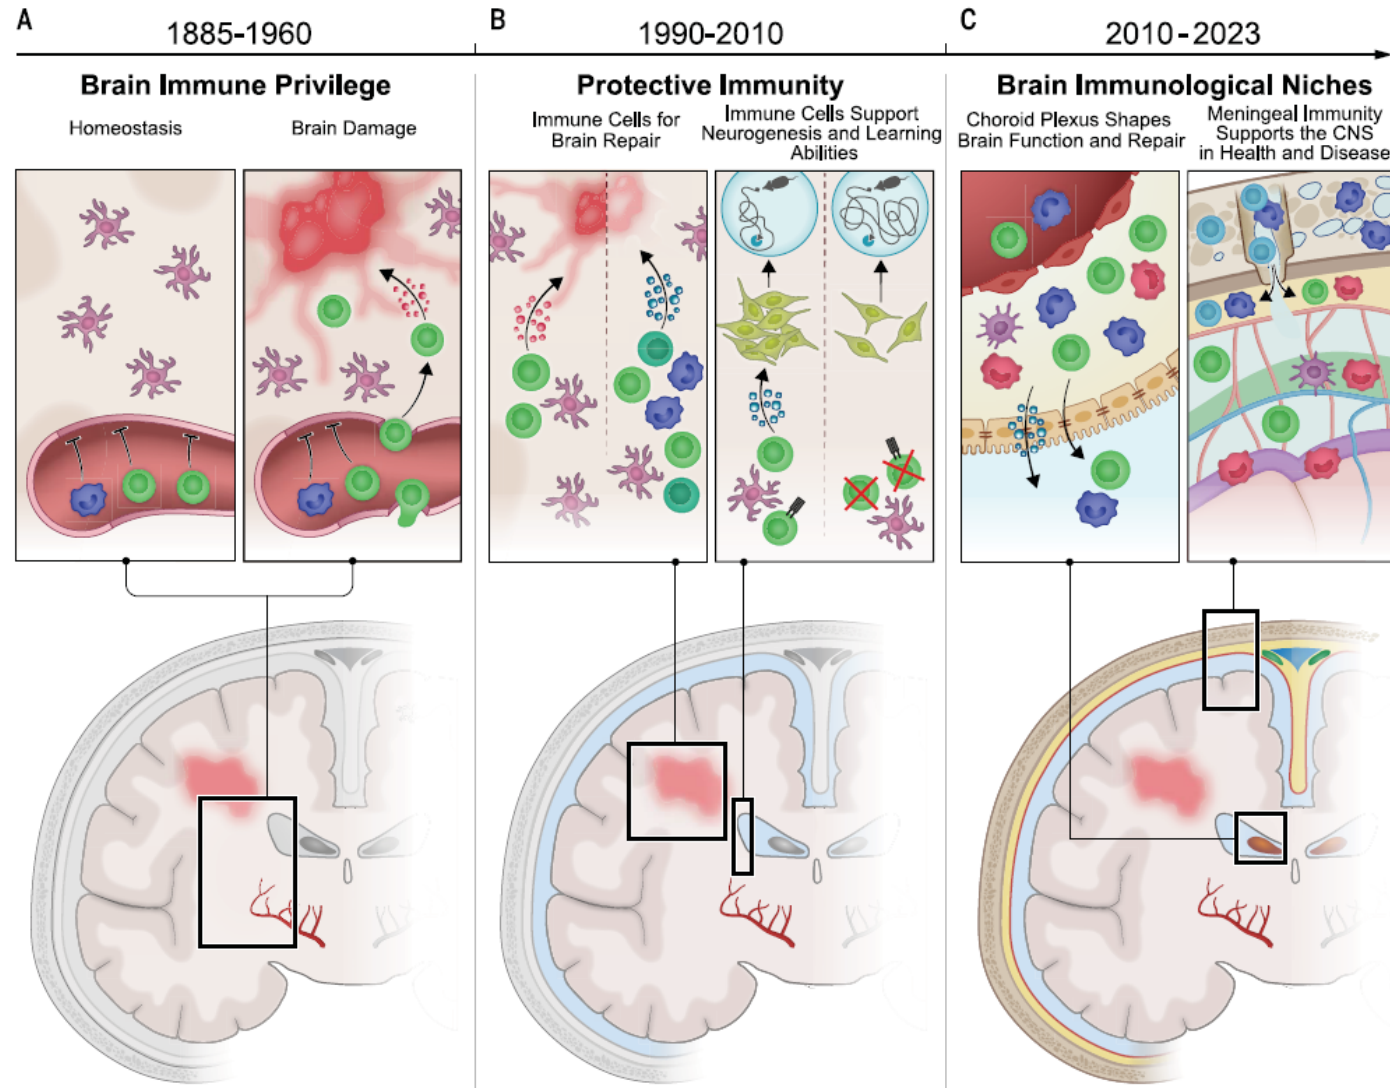 A
1885-1960
Brain Immune Privilege
Homeostasis
Brain Damage
B
1990-2010
Protective Immunity
Immune Cells for
Brain Repair
Immune Cells Support
Neurogenesis and Learning
Abilities
C
2010-2023
Brain Immunological Niches
Choroid Plexus Shapes
Brain Function and Repair
Meningeal Immunity
Supports the CNS
in Health and Disease